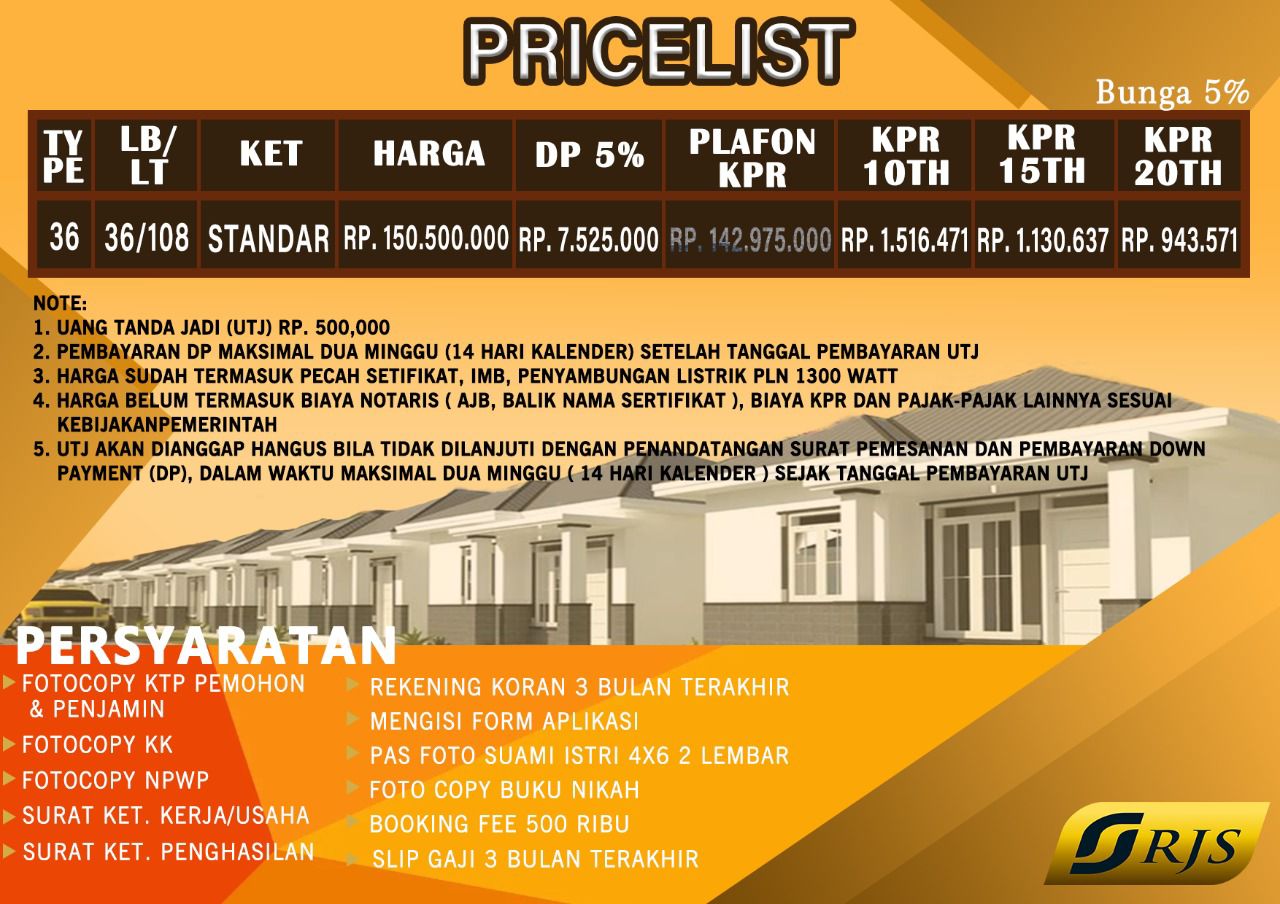 PRICELIST
Bunga 5%
TY
PE
LB/
LT
KET
HARGA
DP 5%
PLAFON
KPR
KPR
10TH
KPR
15TH
KPR
20TH
36
36/108
STANDAR
RP. 150.500.000
RP. 7.525.000
RP. 142.975.000
RP. 1.516.471
RP. 1.130.637
RP. 943.571
NOTE:
1. UANG TANDA JADI (UTJ) RP. 500,000
2. PEMBAYARAN DP MAKSIMAL DUA MINGGU (14 HARI KALENDER) SETELAH TANGGAL PEMBAYARAN UTJ
3. HARGA SUDAH TERMASUK PECAH SETIFIKAT, IMB, PENYAMBUNGAN LISTRIK PLN 1300 WATT
4. HARGA BELUM TERMASUK BIAYA NOTARIS ( AJB, BALIK NAMA SERTIFIKAT ), BIAYA KPR DAN PAJAK-PAJAK LAINNYA SESUAI
KEBIJAKANPEMERINTAH
5. UTJ AKAN DIANGGAP HANGUS BILA TIDAK DILANJUTI DENGAN PENANDATANGAN SURAT PEMESANAN DAN PEMBAYARAN DOWN
PAYMENT (DP), DALAM WAKTU MAKSIMAL DUA MINGGU ( 14 HARI KALENDER ) SEJAK TANGGAL PEMBAYARAN UTJ
PERSYARATAN
FOTOCOPY KTP PEMOHON
& PENJAMIN
FOTOCOPY KK
FOTOCOPY NPWP
SURAT KET. KERJA/USAHA
SURAT KET. PENGHASILAN
REKENING KORAN 3 BULAN TERAKHIR
MENGISI FORM APLIKASI
PAS FOTO SUAMI ISTRI 4X6 2 LEMBAR
FOTO COPY BUKU NIKAH
BOOKING FEE 500 RIBU
SLIP GAJI 3 BULAN TERAKHIR
RJS